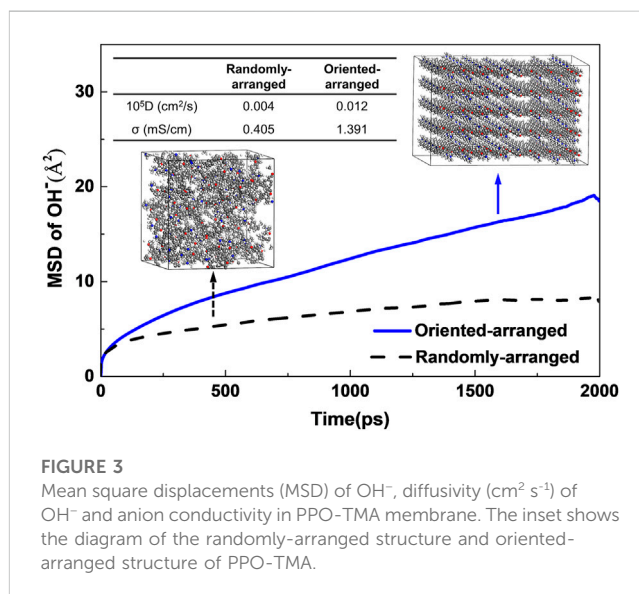 30
20
10
0
MSD of OH⁻(Å²)
Randomly-arranged Oriented-arranged
10⁵D (cm²/s) 0.004 0.012
σ (mS/cm) 0.405 1.391
Oriented-arranged
Randomly-arranged
0 500 1000 1500 2000
Time(ps)
FIGURE 3
Mean square displacements (MSD) of OH⁻, diffusivity (cm² s⁻¹) of
OH⁻ and anion conductivity in PPO-TMA membrane. The inset shows
the diagram of the randomly-arranged structure and oriented-
arranged structure of PPO-TMA.